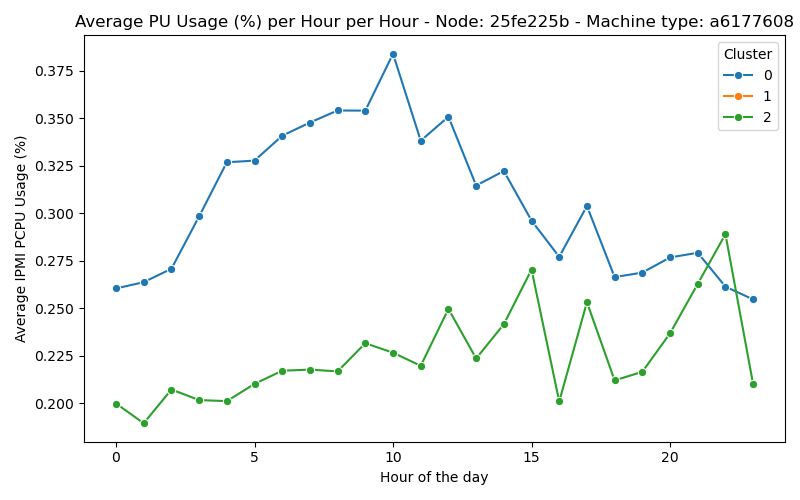 Average PU Usage (%) per Hour per Hour - Node: 25fe225b - Machine type: a6177608
Average IPMI PCPU Usage (%)
0.375
0.350
0.325
0.300
0.275
0.250
0.225
0.200
Cluster
0
1
2
0 5 10 15 20
Hour of the day